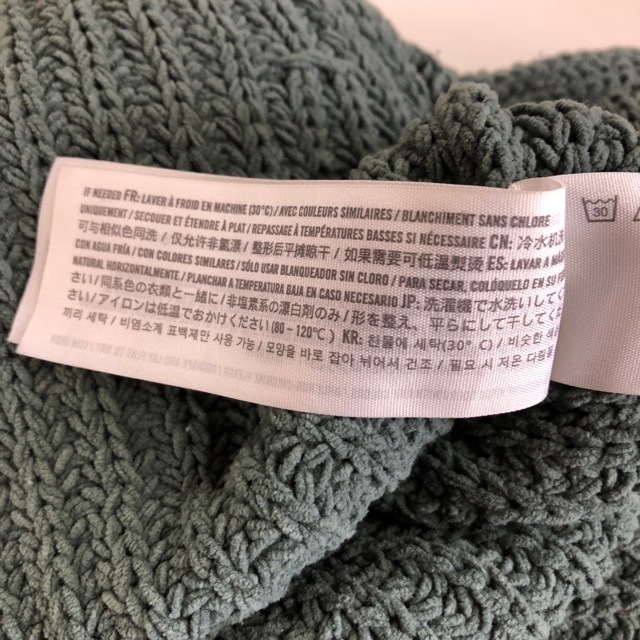 IF NEEDED FR: LAVER À FROID EN MACHINE (30°C) / AVEC COULEURS SIMILAIRES / BLANCHIMENT SANS CHLORE
UNIQUEMENT / SECOUER ET ÉTENDRE À PLAT / REPASSAGE À TEMPÉRATURES BASSES SI NÉCESSAIRE CN: 冷水机
可与相似色同洗 / 仅允许非氯漂 / 整形后平摊晾干 / 如果需要可低温熨烫 ES: LAVAR A
CON AGUA FRÍA / CON COLORES SIMILARES / SÓLO USAR BLANQUEADOR SIN CLORO / PARA SECAR, COLÓQUELO EN SU
NATURAL HORIZONTALMENTE / PLANCHAR A TEMPERATURA BAJA EN CASO NECESARIO JP: 洗濯機で水洗いして
さい / 同系色の衣類と一緒に / 非塩素系の漂白剤のみ / 形を整え、平らにして干してく
い / アイロンは低温でおかけください (80~120℃) KR: 찬물에 세탁(30° C) / 비슷한
끼리 세탁 / 비염소계 표백제만 사용 가능 / 모양을 바로 잡아 뉘어서 건조 / 필요 시 저온 다림
30